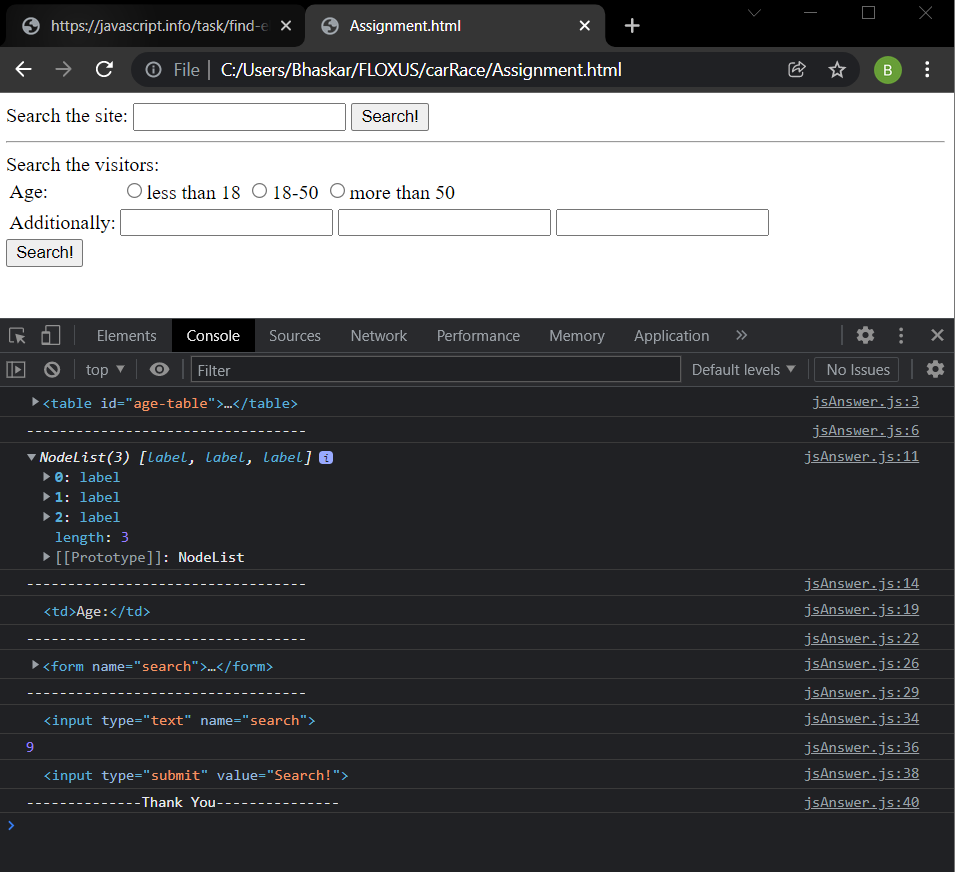 https://javascript.info/task/find-e
Assignment.html
File | C:/Users/Bhaskar/FLOXUS/carRace/Assignment.html B
Search the site: Search!
Search the visitors:
Age: less than 18 18-50 more than 50
Additionally:
Search!
Elements Console Sources Network Performance Memory Application »
top ▼ Filter Default levels ▼ No Issues
▶<table id="age-table">…</table> jsAnswer.js:3
---------------------------------- jsAnswer.js:6
▼NodeList(3) [label, label, label] i jsAnswer.js:11
▶0: label
▶1: label
▶2: label
length: 3
▶[[Prototype]]: NodeList
---------------------------------- jsAnswer.js:14
<td>Age:</td> jsAnswer.js:19
---------------------------------- jsAnswer.js:22
▶<form name="search">…</form> jsAnswer.js:26
---------------------------------- jsAnswer.js:29
<input type="text" name="search"> jsAnswer.js:34
9 jsAnswer.js:36
<input type="submit" value="Search!"> jsAnswer.js:38
--------------Thank You--------------- jsAnswer.js:40
>